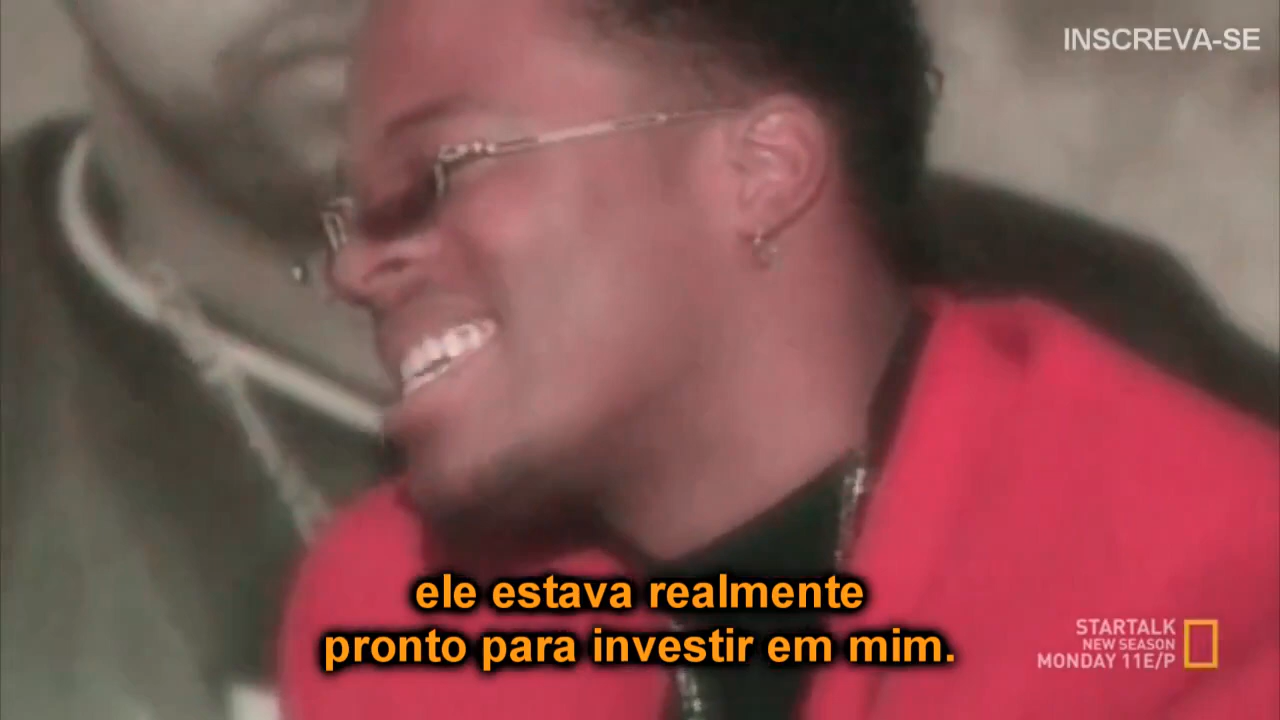 INSCREVA-SE
ele estava realmente
pronto para investir em mim.
STARTALK
NEW SEASON
MONDAY 11E/P